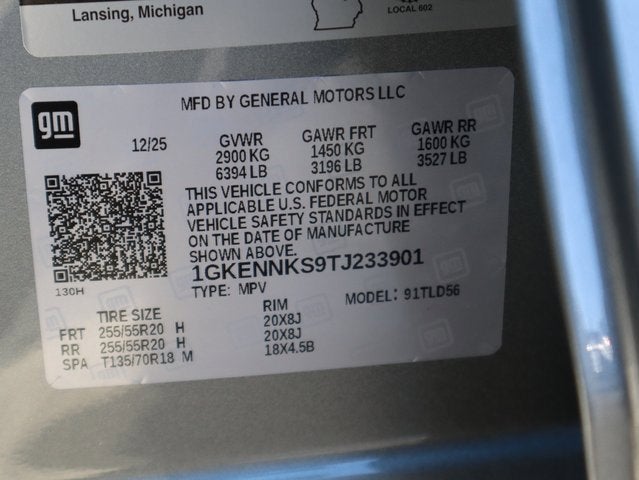 Lansing, Michigan
LOCAL 602
gm
MFD BY GENERAL MOTORS LLC
12/25
GVWR GAWR FRT GAWR RR
2900 KG 1450 KG 1600 KG
6394 LB 3196 LB 3527 LB
THIS VEHICLE CONFORMS TO ALL
APPLICABLE U.S. FEDERAL MOTOR
VEHICLE SAFETY STANDARDS IN EFFECT
ON THE DATE OF MANUFACTURE
SHOWN ABOVE.
1GKENNKS9TJ233901
130H
TYPE: MPV MODEL: 91TLD56
TIRE SIZE RIM
FRT 255/55R20 H 20X8J
RR 255/55R20 H 20X8J
SPA T135/70R18 M 18X4.5B